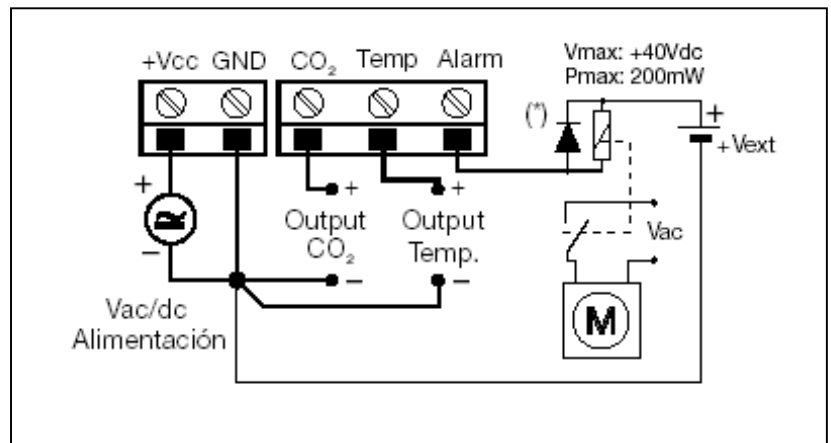 +Vcc GND CO₂ Temp Alarm
Vmax: +40Vdc
Pmax: 200mW
(*)
+
+Vext
+
+
+
Output
CO₂
Output
Temp.
Vac
−
−
−
Vac/dc
Alimentación
M